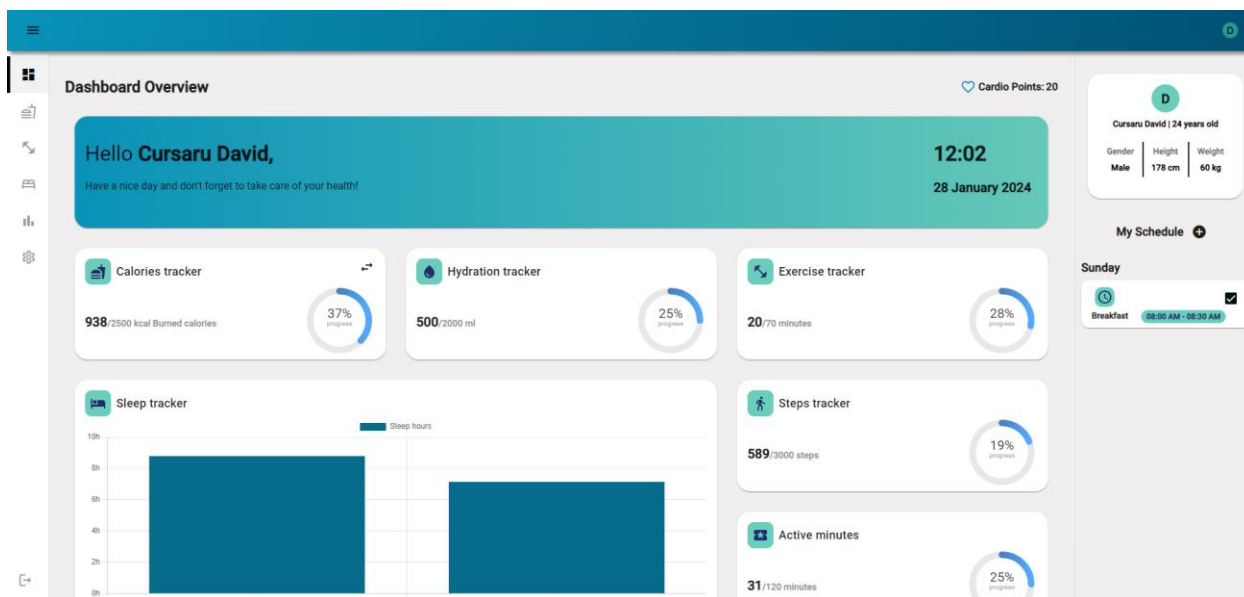 D
Dashboard Overview
Cardio Points: 20
Hello Cursaru David,
Have a nice day and don't forget to take care of your health!
12:02
28 January 2024
D
Cursaru David | 24 years old
Gender Height Weight
Male 178 cm 60 kg
My Schedule
Sunday
Breakfast 08:00 AM - 08:30 AM
Calories tracker
938/2500 kcal Burned calories
37%
progress
Hydration tracker
500/2000 ml
25%
progress
Exercise tracker
20/70 minutes
28%
progress
Sleep tracker
Sleep hours
10h
8h
6h
4h
2h
0h
Steps tracker
589/3000 steps
19%
progress
Active minutes
31/120 minutes
25%
progress